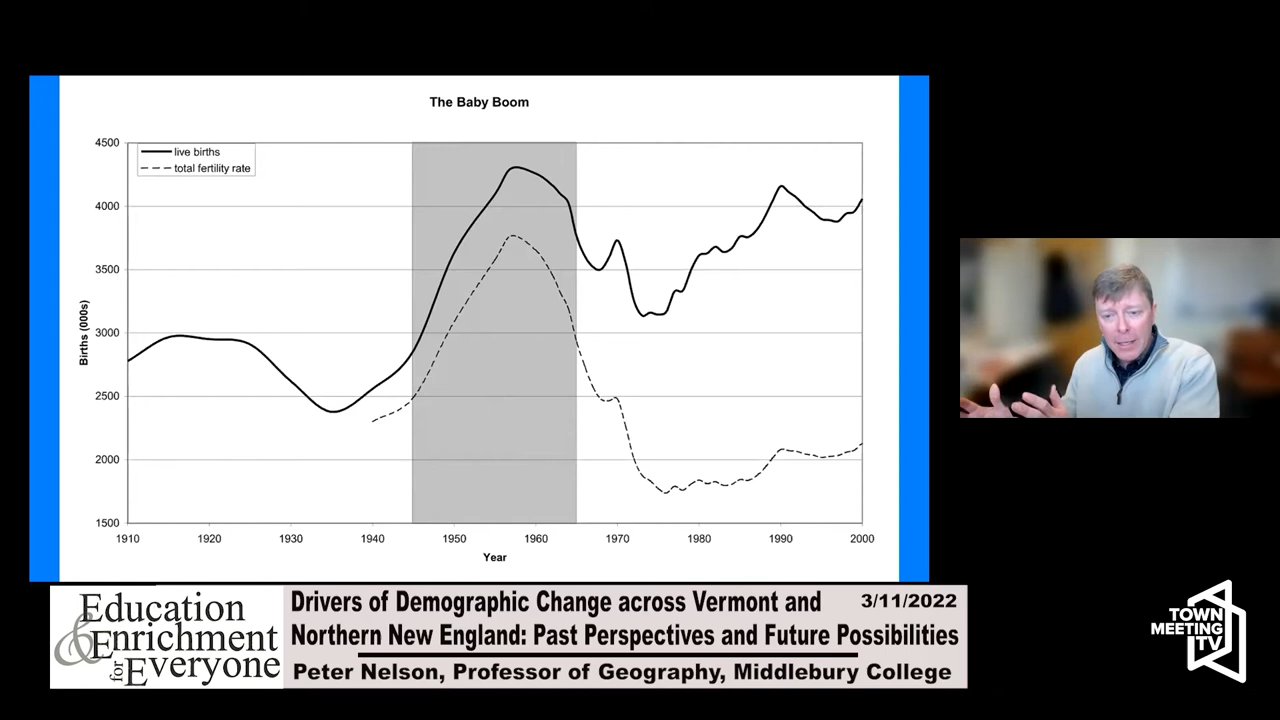 The Baby Boom
live births
total fertility rate
4500
4000
3500
3000
2500
2000
1500
Births (000s)
1910 1920 1930 1940 1950 1960 1970 1980 1990 2000
Year
Education
& Enrichment
for Everyone
Drivers of Demographic Change across Vermont and 3/11/2022
Northern New England: Past Perspectives and Future Possibilities
Peter Nelson, Professor of Geography, Middlebury College
TOWN
MEETING
TV